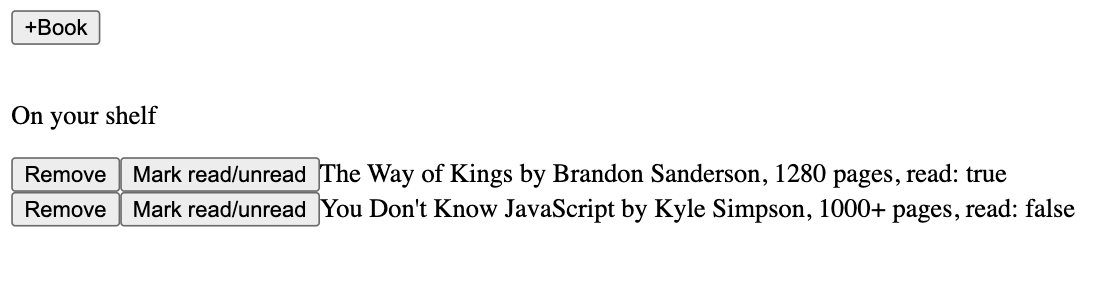 +Book
On your shelf
Remove Mark read/unread The Way of Kings by Brandon Sanderson, 1280 pages, read: true
Remove Mark read/unread You Don't Know JavaScript by Kyle Simpson, 1000+ pages, read: false